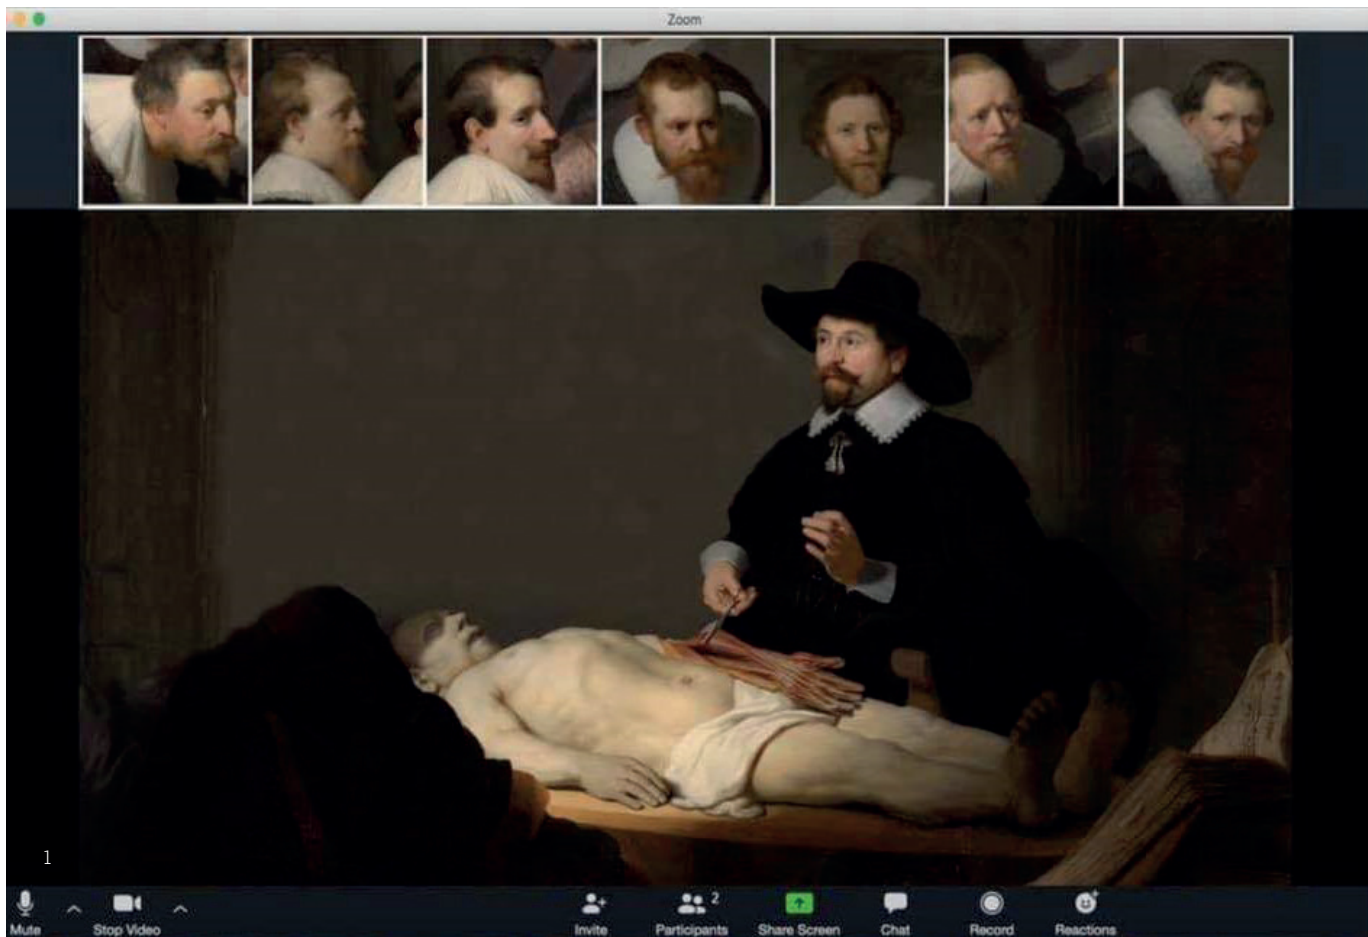 Zoom
1
2
Mute
Stop Video
Invite
Participants
Share Screen
Chat
Record
Reactions